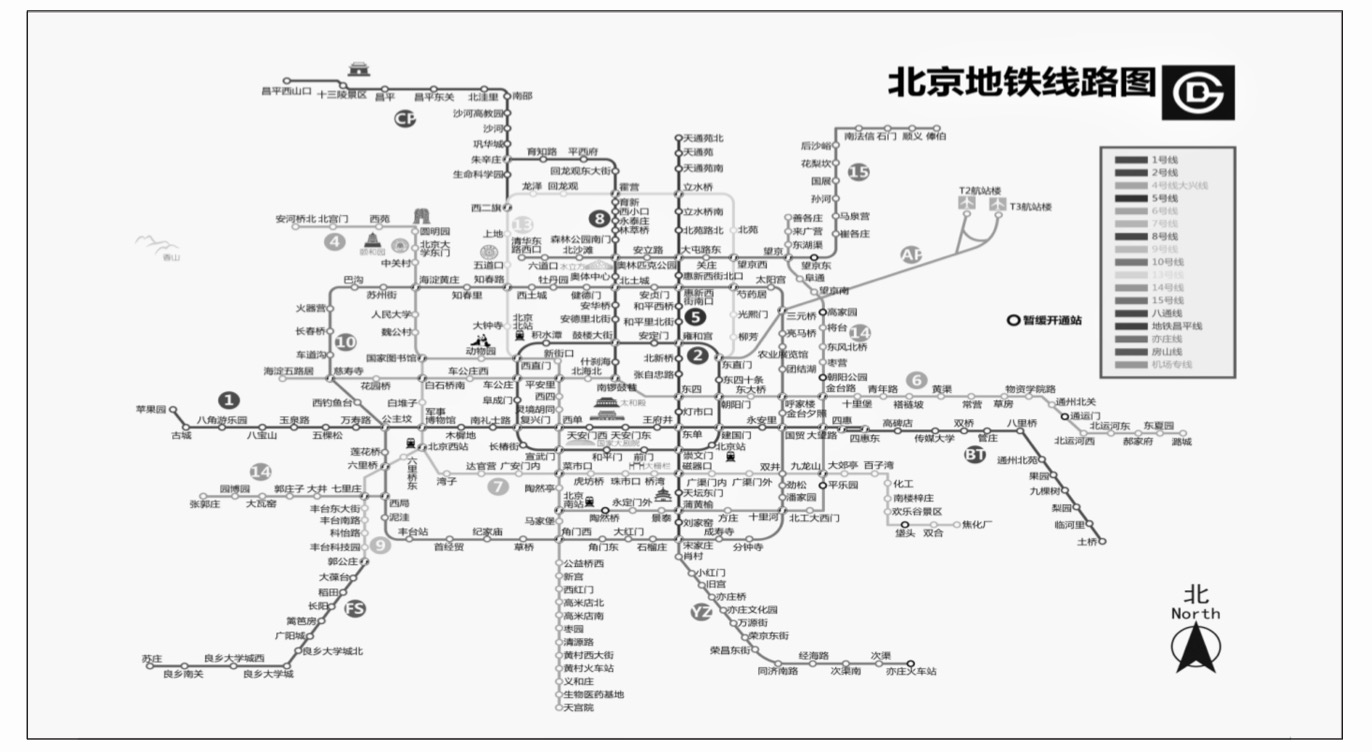 北京地铁线路图
1号线
2号线
4号线大兴线
5号线
6号线
7号线
8号线
9号线
10号线
13号线
14号线
15号线
八通线
地铁昌平线
亦庄线
房山线
机场专线
暂缓开通站
北
North
昌平西山口
十三陵景区
昌平
昌平东关
北洼里
南邵
CP
沙河高教园
沙河
巩华城
朱辛庄
生命科学园
育知路
平西府
回龙观东大街
龙泽
回龙观
霍营
西二旗
上地
13
育新
西小口
永泰庄
林萃桥
8
森林公园南门
天通苑北
天通苑
天通苑南
立水桥
立水桥南
北苑路北
北苑
南法信
石门
顺义
俸伯
后沙峪
花梨坎
15
国展
孙河
马泉营
崔各庄
善各庄
来广营
东湖渠
望京
望京东
T2航站楼
T3航站楼
AP
安河桥北
北宫门
西苑
4
圆明园
颐和园
北京大
学东门
中关村
香山
清华东
路西口
五道口
六道口
北沙滩
水立方
奥林匹克公园
安立路
大屯路东
关庄
望京西
阜通
望京南
巴沟
苏州街
海淀黄庄
知春里
知春路
西土城
牡丹园
健德门
奥体中心
北土城
安贞门
惠新西街北口
惠新西
街南口
芍药居
太阳宫
三元桥
火器营
长春桥
车道沟
10
人民大学
魏公村
国家图书馆
大钟寺
北京
北站
动物园
安华桥
安德里北街
和平西桥
和平里北街
5
光熙门
柳芳
亮马桥
农业展览馆
团结湖
高家园
将台
14
东风北桥
枣营
朝阳公园
海淀五路居
慈寿寺
花园桥
白石桥南
车公庄西
车公庄
积水潭
鼓楼大街
安定门
雍和宫
西直门
新街口
平安里
什刹海
北海北
南锣鼓巷
北新桥
2
张自忠路
东直门
东四十条
东四
东大桥
朝阳门
呼家楼
金台夕照
金台路
十里堡
青年路
褡裢坡
6
黄渠
常营
草房
物资学院路
通州北关
通运门
北运河西
北运河东
郝家府
东夏园
潞城
苹果园
古城
1
八角游乐园
八宝山
玉泉路
五棵松
万寿路
西钓鱼台
公主坟
白堆子
军事
博物馆
木樨地
南礼士路
阜成门
西四
灵境胡同
复兴门
西单
太和殿
天安门西
天安门东
国家大剧院
王府井
灯市口
东单
建国门
永安里
国贸
大望路
四惠
四惠东
高碑店
传媒大学
双桥
管庄
八里桥
BT
通州北苑
果园
九棵树
梨园
临河里
土桥
莲花桥
六里桥
六里桥东
北京西站
长椿街
宣武门
和平门
前门
崇文门
北京站
湾子
达官营
广安门内
7
菜市口
虎坊桥
珠市口
大栅栏
桥湾
磁器口
广渠门内
广渠门外
双井
九龙山
大郊亭
百子湾
化工
南楼梓庄
欢乐谷景区
垡头
双合
焦化厂
14
张郭庄
园博园
大瓦窑
郭庄子
大井
七里庄
西局
泥洼
丰台东大街
丰台南路
科怡路
丰台科技园
9
郭公庄
丰台站
首经贸
纪家庙
草桥
陶然亭
北京
南站
马家堡
角门西
陶然桥
永定门外
景泰
天坛东门
蒲黄榆
刘家窑
宋家庄
角门东
大红门
石榴庄
方庄
十里河
成寿寺
分钟寺
劲松
潘家园
北工大西门
平乐园
大葆台
稻田
长阳
FS
篱笆房
广阳城
良乡大学城北
良乡大学城
良乡大学城西
良乡南关
苏庄
公益桥西
新宫
西红门
高米店北
高米店南
枣园
清源路
黄村西大街
黄村火车站
义和庄
生物医药基地
天宫院
肖村
小红门
旧宫
亦庄桥
YZ
亦庄文化园
万源街
荣京东街
荣昌东街
同济南路
经海路
次渠南
次渠
亦庄火车站